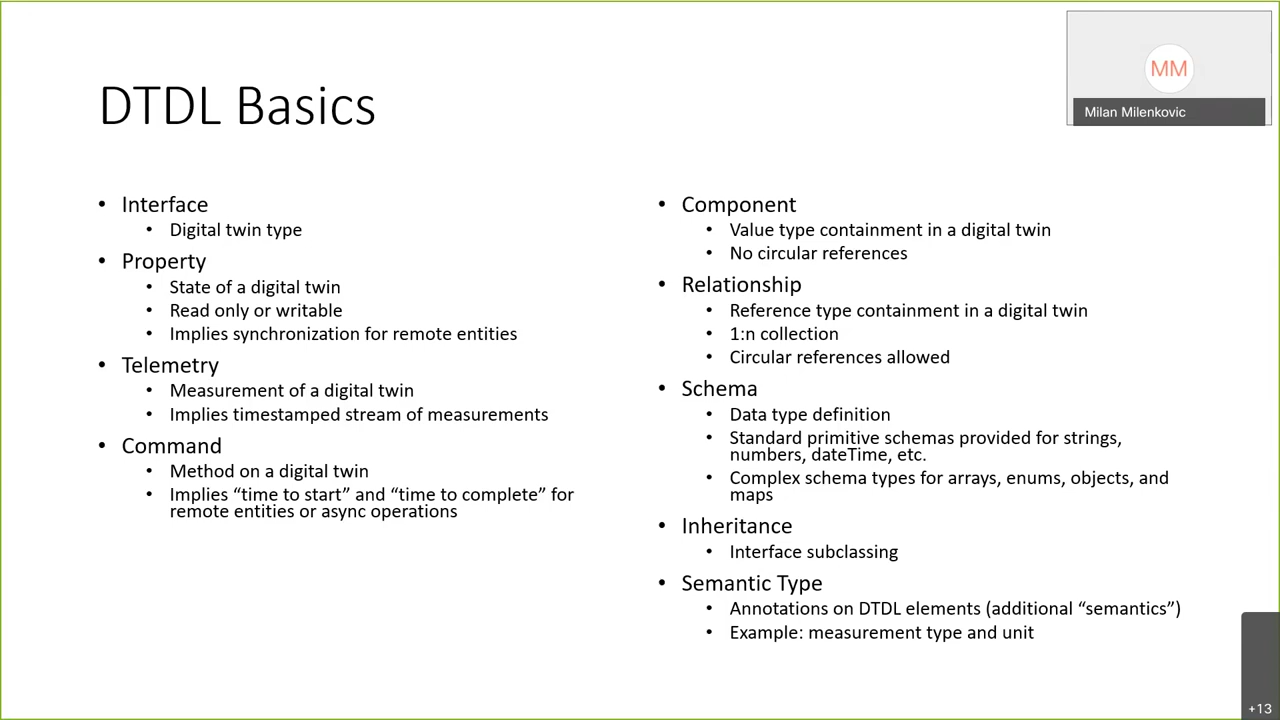 DTDL Basics
MM
Milan Milenkovic
• Interface
• Digital twin type
• Property
• State of a digital twin
• Read only or writable
• Implies synchronization for remote entities
• Telemetry
• Measurement of a digital twin
• Implies timestamped stream of measurements
• Command
• Method on a digital twin
• Implies “time to start” and “time to complete” for
remote entities or async operations
• Component
• Value type containment in a digital twin
• No circular references
• Relationship
• Reference type containment in a digital twin
• 1:n collection
• Circular references allowed
• Schema
• Data type definition
• Standard primitive schemas provided for strings,
numbers, dateTime, etc.
• Complex schema types for arrays, enums, objects, and
maps
• Inheritance
• Interface subclassing
• Semantic Type
• Annotations on DTDL elements (additional “semantics”)
• Example: measurement type and unit
+13